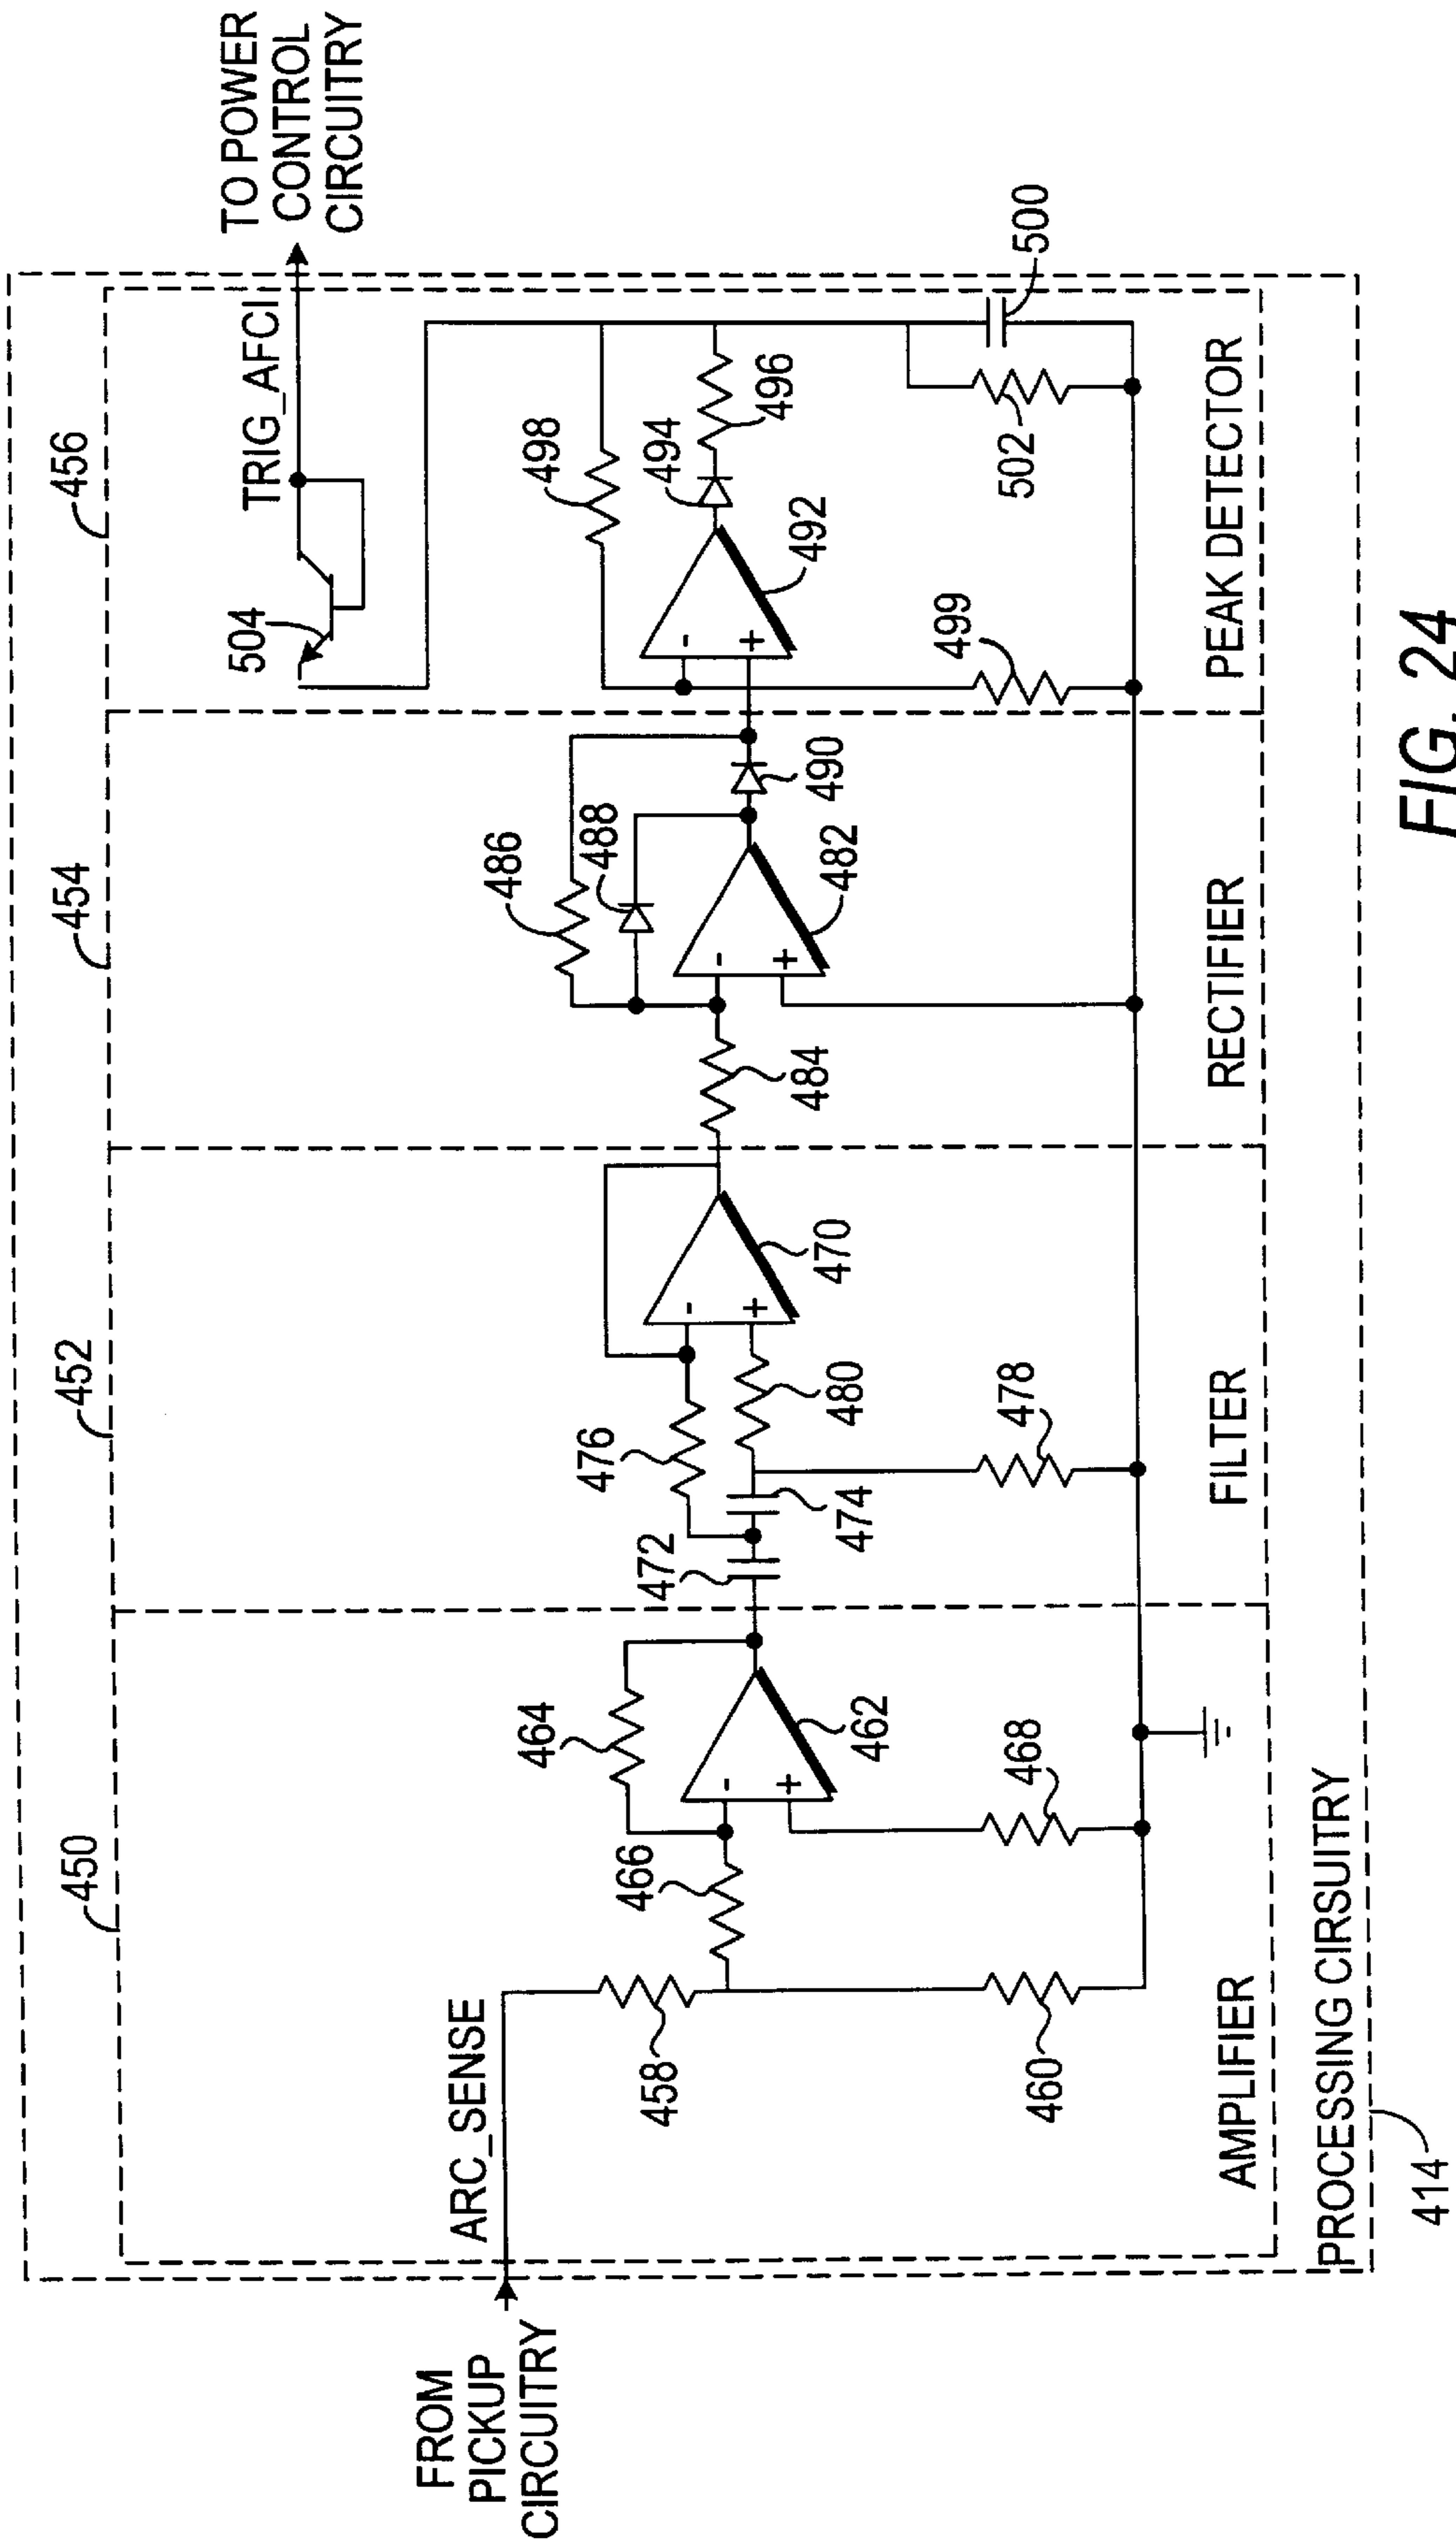 TO POWER
CONTROL
CIRCUITRY
456
TRIG_AFCI
504
498
494
496
492
502
500
499
PEAK DETECTOR
454
486
488
490
482
484
RECTIFIER
452
476
480
470
472
474
478
FILTER
450
464
466
462
468
ARC_SENSE
458
460
AMPLIFIER
FROM
PICKUP
CIRCUITRY
PROCESSING CIRSUITRY
414
- +
- +
- +
- +
FIG. 24